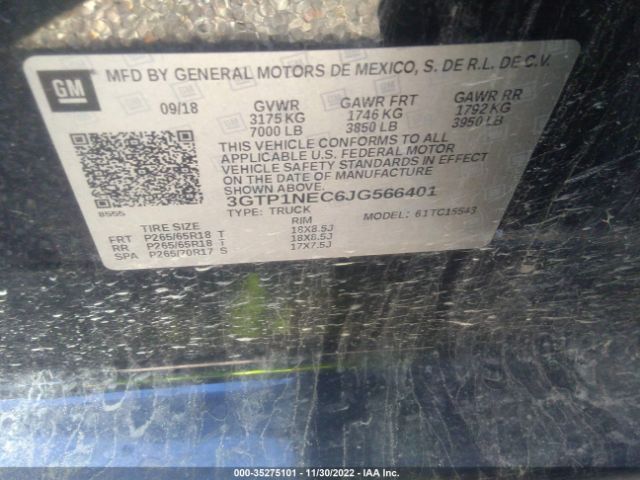 GM
MFD BY GENERAL MOTORS DE MEXICO, S. DE R.L. DE C.V.
09/18 GVWR GAWR FRT GAWR RR
3175 KG 1746 KG 1792 KG
7000 LB 3850 LB 3950 LB
THIS VEHICLE CONFORMS TO ALL
APPLICABLE U.S. FEDERAL MOTOR
VEHICLE SAFETY STANDARDS IN EFFECT
ON THE DATE OF MANUFACTURE
SHOWN ABOVE.
3GTP1NEC6JG566401
TYPE: TRUCK MODEL: 61TC15543
8555
TIRE SIZE RIM
FRT P265/65R18 T 18X8.5J
RR P265/65R18 T 18X8.5J
SPA P265/70R17 S 17X7.5J
000-35275101 - 11/30/2022 - IAA Inc.